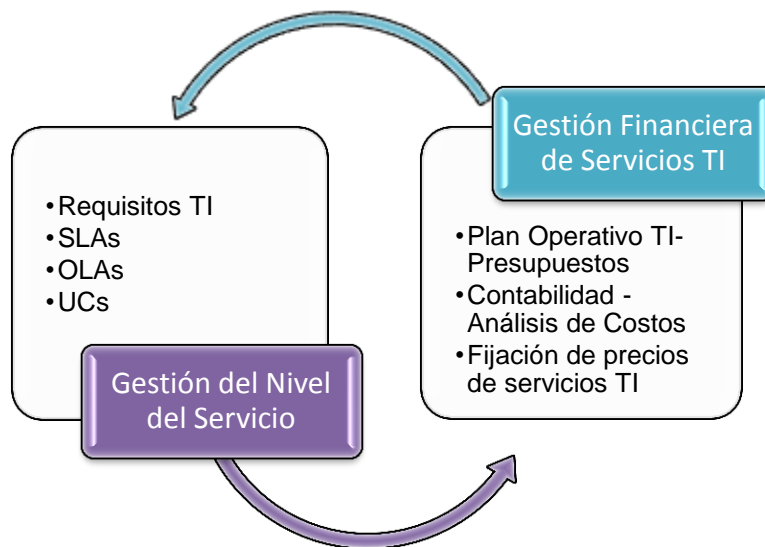 Gestión Financiera
de Servicios TI
•Requisitos TI
•SLAs
•OLAs
•UCs
•Plan Operativo TI-
Presupuestos
•Contabilidad -
Análisis de Costos
•Fijación de precios
de servicios TI
Gestión del Nivel
del Servicio